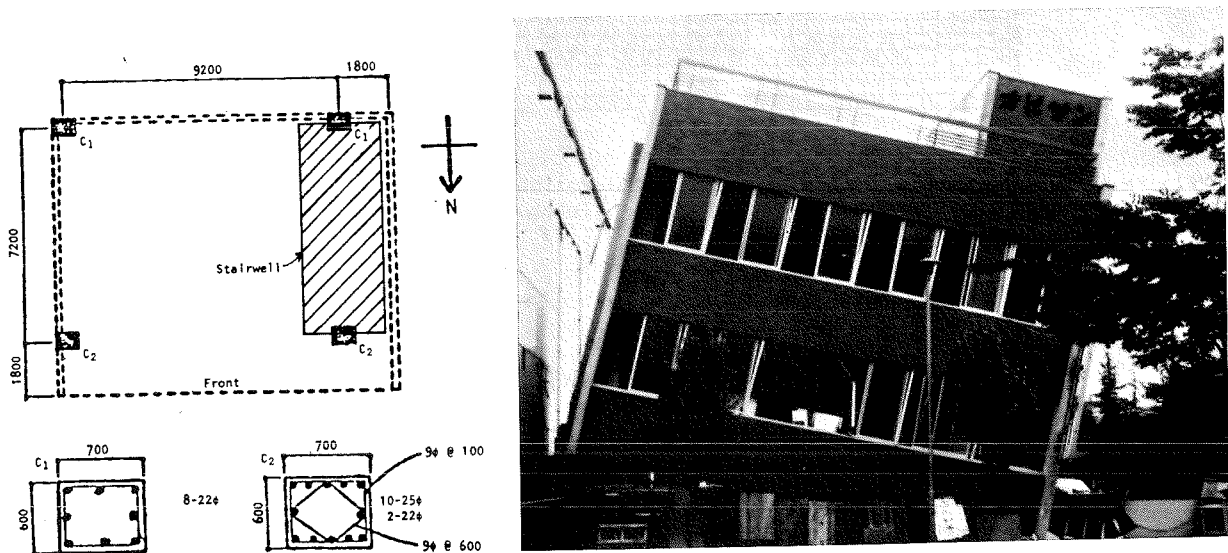 9200
1800
C₁
C₁
N
7200
Stairwell
C₂
C₂
1800
Front
C₁
700
600
8-22ϕ
C₂
700
600
9ϕ @ 100
10-25ϕ
2-22ϕ
9ϕ @ 600